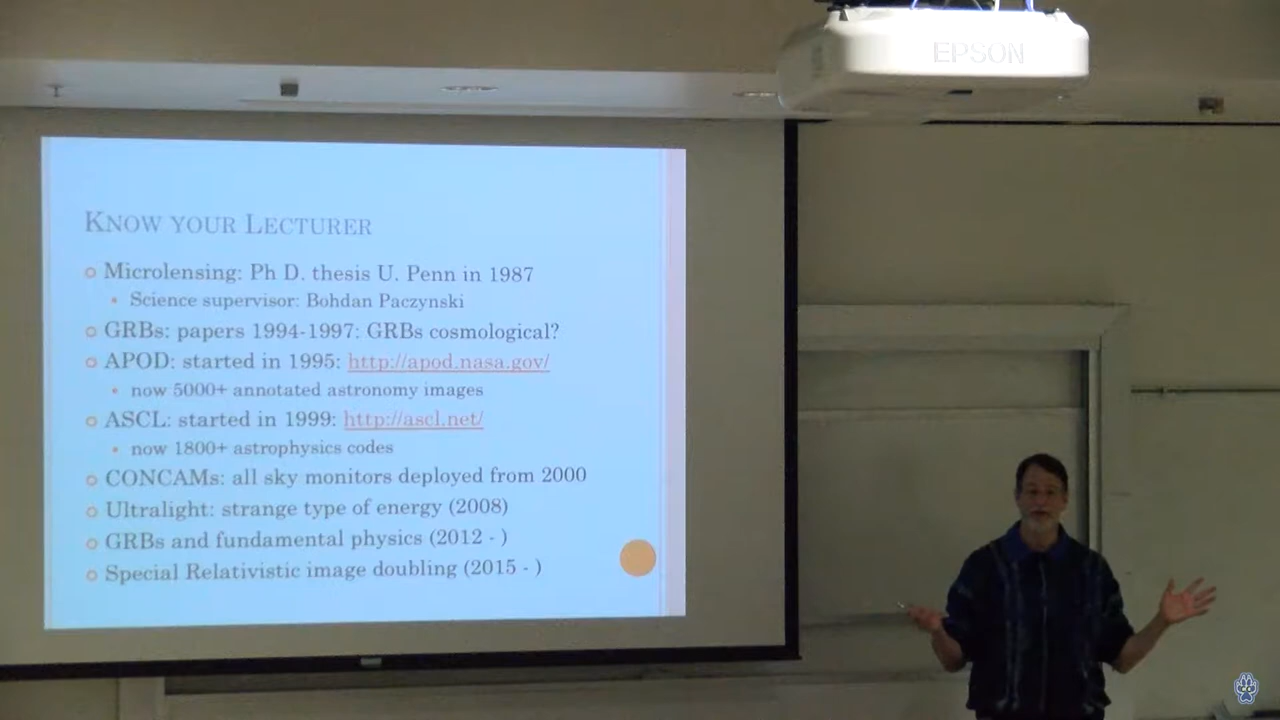 EPSON
KNOW YOUR LECTURER
Microlensing: Ph D. thesis U. Penn in 1987
Science supervisor: Bohdan Paczynski
GRBs: papers 1994-1997: GRBs cosmological?
APOD: started in 1995: http://apod.nasa.gov/
now 5000+ annotated astronomy images
ASCL: started in 1999: http://ascl.net/
now 1800+ astrophysics codes
CONCAMs: all sky monitors deployed from 2000
Ultralight: strange type of energy (2008)
GRBs and fundamental physics (2012 - )
Special Relativistic image doubling (2015 - )